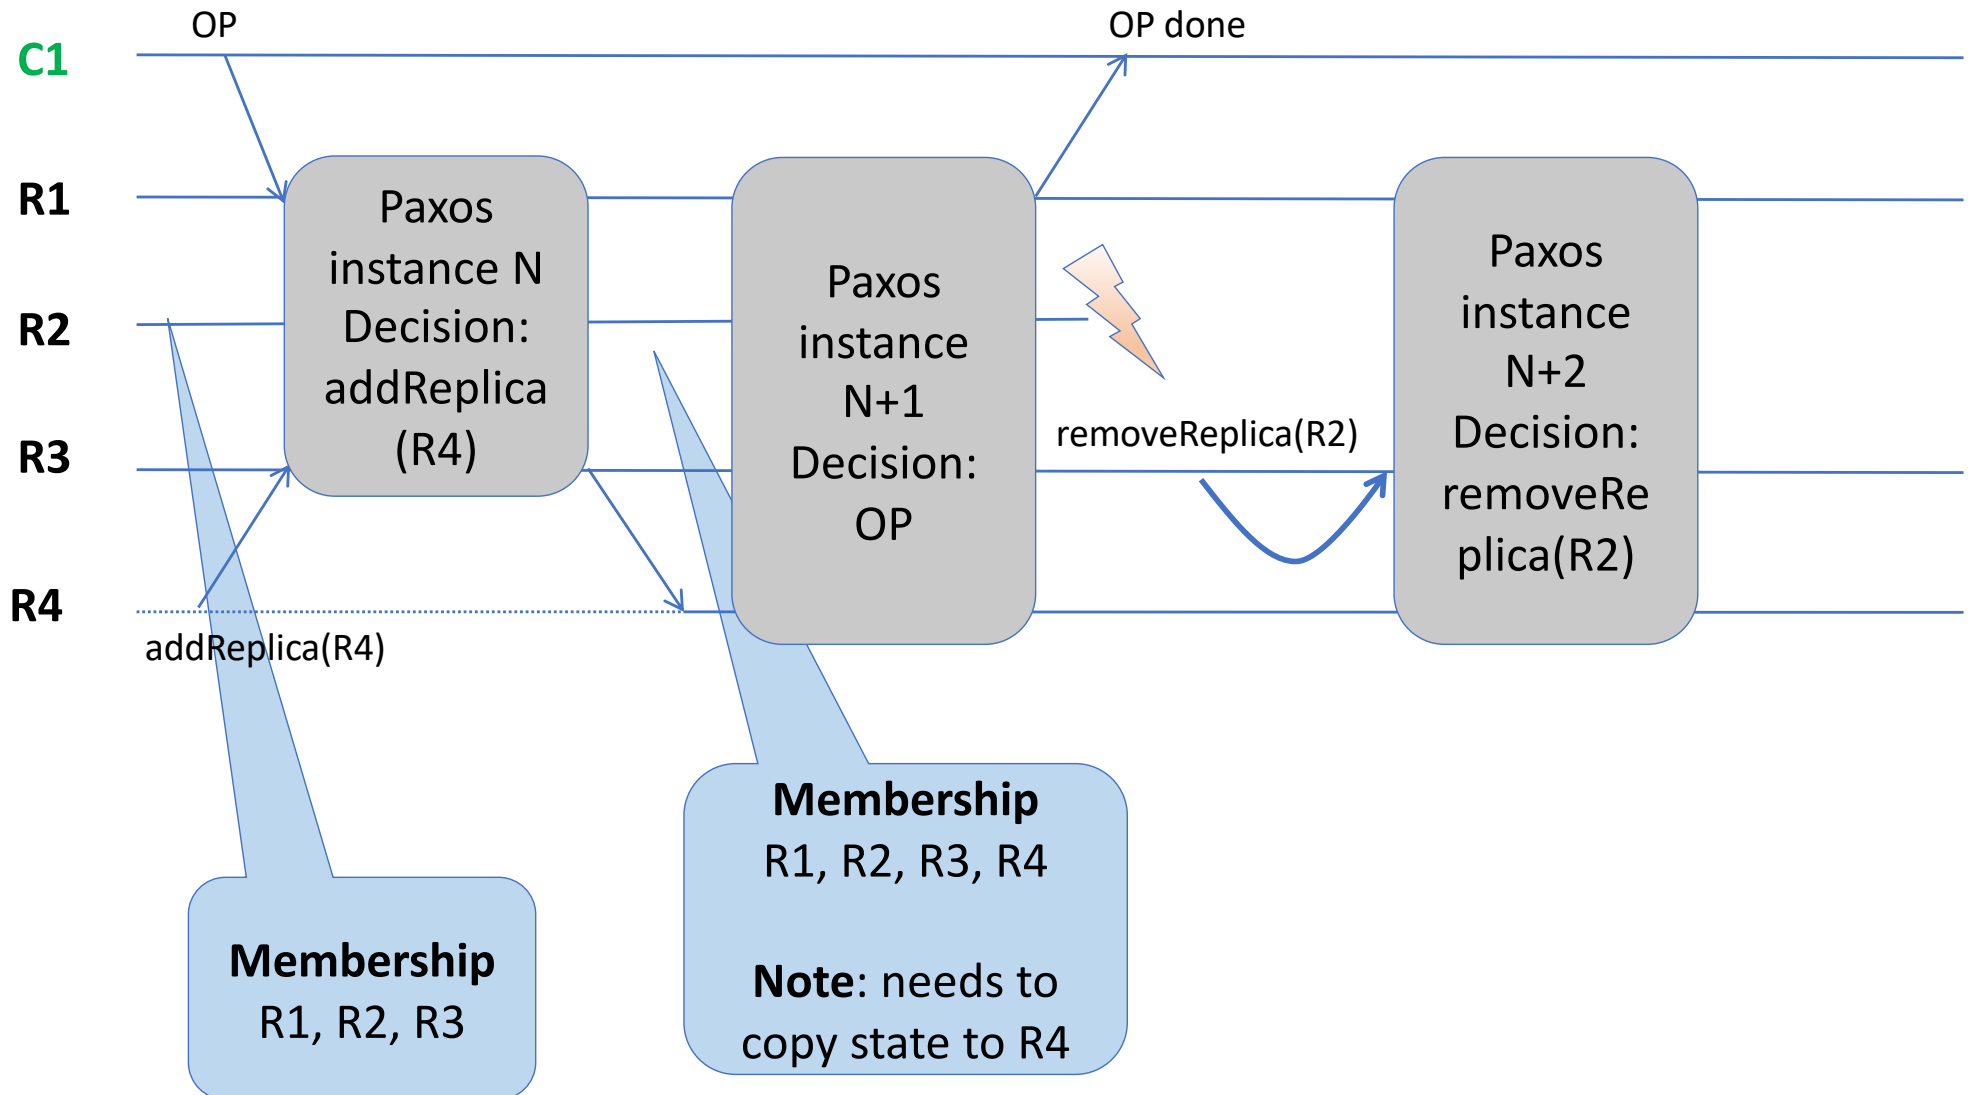 OP
OP done
C1
R1
R2
R3
R4
Paxos
instance N
Decision:
addReplica
(R4)
Paxos
instance
N+1
Decision:
OP
removeReplica(R2)
Paxos
instance
N+2
Decision:
removeRe
plica(R2)
addReplica(R4)
Membership
R1, R2, R3
Membership
R1, R2, R3, R4
Note: needs to
copy state to R4